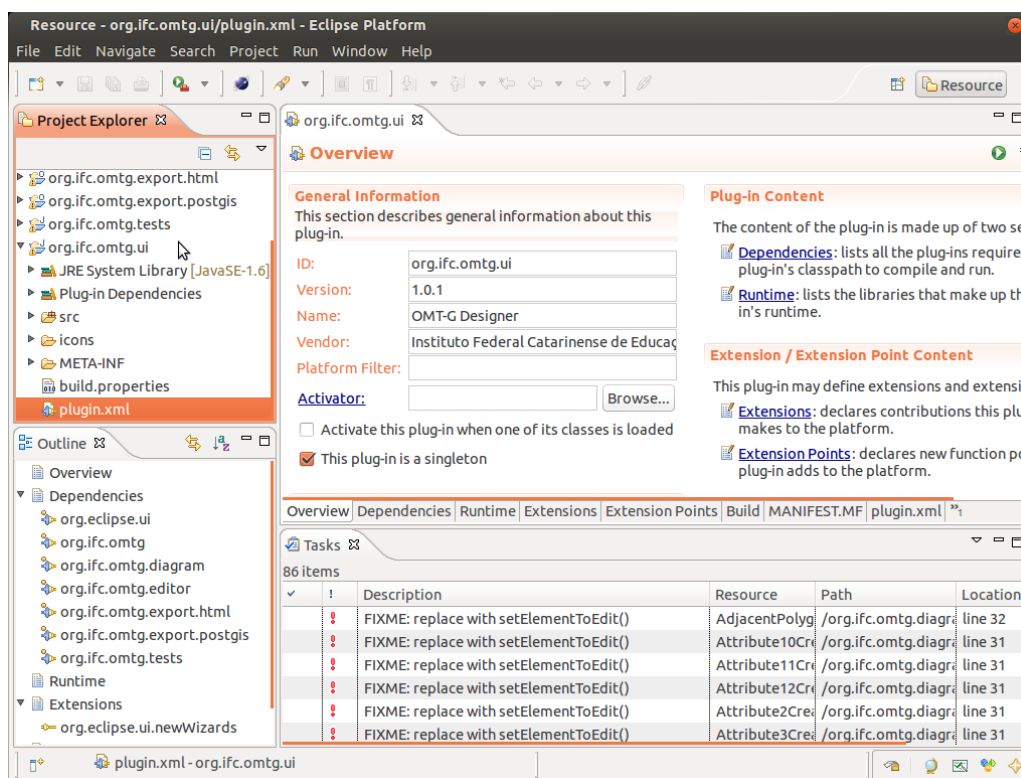 Resource - org.ifc.omtg.ui/plugin.xml - Eclipse Platform
File Edit Navigate Search Project Run Window Help
Resource
Project Explorer
org.ifc.omtg.export.html
org.ifc.omtg.export.postgis
org.ifc.omtg.tests
org.ifc.omtg.ui
JRE System Library [JavaSE-1.6]
Plug-in Dependencies
src
icons
META-INF
build.properties
plugin.xml
Outline
Overview
Dependencies
org.eclipse.ui
org.ifc.omtg
org.ifc.omtg.diagram
org.ifc.omtg.editor
org.ifc.omtg.export.html
org.ifc.omtg.export.postgis
org.ifc.omtg.tests
Runtime
Extensions
org.eclipse.ui.newWizards
org.ifc.omtg.ui
Overview
General Information
This section describes general information about this
plug-in.
ID: org.ifc.omtg.ui
Version: 1.0.1
Name: OMT-G Designer
Vendor: Instituto Federal Catarinense de Educaç
Platform Filter:
Activator: Browse...
Activate this plug-in when one of its classes is loaded
This plug-in is a singleton
Plug-in Content
The content of the plug-in is made up of two se
Dependencies: lists all the plug-ins require
plug-in's classpath to compile and run.
Runtime: lists the libraries that make up th
in's runtime.
Extension / Extension Point Content
This plug-in may define extensions and extensi
Extensions: declares contributions this plu
makes to the platform.
Extension Points: declares new function po
plug-in adds to the platform.
Overview Dependencies Runtime Extensions Extension Points Build MANIFEST.MF plugin.xml »1
Tasks
86 items
! Description Resource Path Location
FIXME: replace with setElementToEdit() AdjacentPolyg /org.ifc.omtg.diagra line 32
FIXME: replace with setElementToEdit() Attribute10Cre /org.ifc.omtg.diagra line 31
FIXME: replace with setElementToEdit() Attribute11Cre /org.ifc.omtg.diagra line 31
FIXME: replace with setElementToEdit() Attribute12Cre /org.ifc.omtg.diagra line 31
FIXME: replace with setElementToEdit() Attribute2Crea /org.ifc.omtg.diagra line 31
FIXME: replace with setElementToEdit() Attribute3Crea /org.ifc.omtg.diagra line 31
plugin.xml - org.ifc.omtg.ui